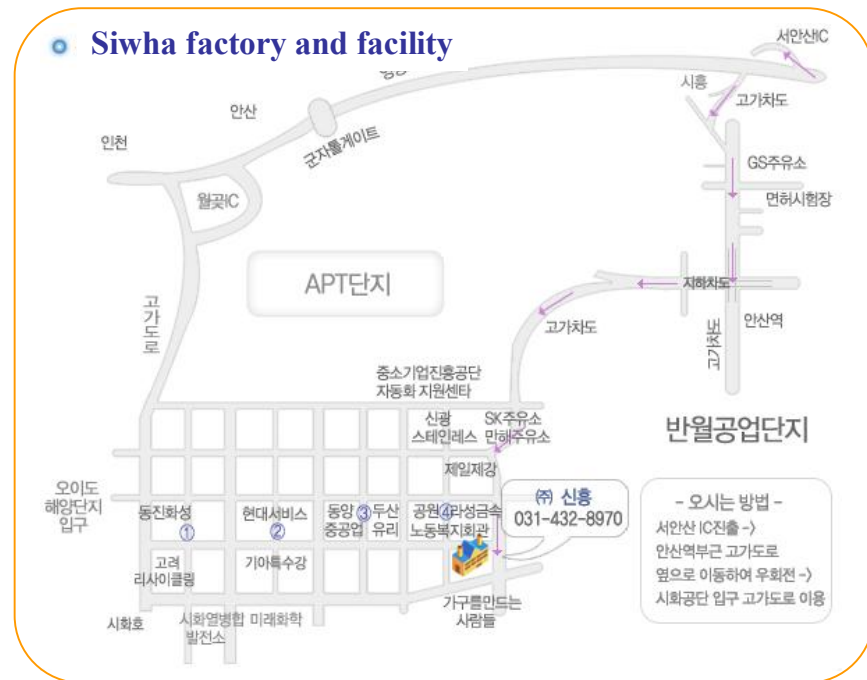 Siwha factory and facility
서안산IC
시흥
고가차도
안산
군자톨게이트
인천
GS주유소
월곶IC
면허시험장
APT단지
지하차도
고가도로
고가차도
안산역
고가차도
중소기업진흥공단
자동화 지원센타
신광
스테인레스
SK주유소
만해주유소
반월공업단지
제일제강
오이도
해양단지
입구
동진화성
①
현대서비스
②
동양
중공업
③
두산
유리
공원
④
라성금속
노동복지회관
㈜ 신흥
031-432-8970
- 오시는 방법 -
서안산 IC진출 ->
안산역부근 고가도로
옆으로 이동하여 우회전 ->
시화공단 입구 고가도로 이용
고려
리사이클링
기아특수강
가구를만드는
사람들
시화호
시화열병합
발전소
미래화학